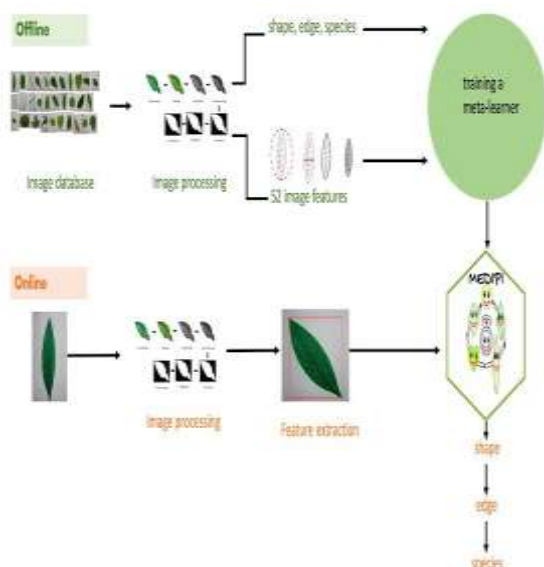 Offline
shape, edge, species
training a
meta-learner
Image database
Image processing
52 image features
Online
MEDIPI
Image processing
Feature extraction
shape
edge
species